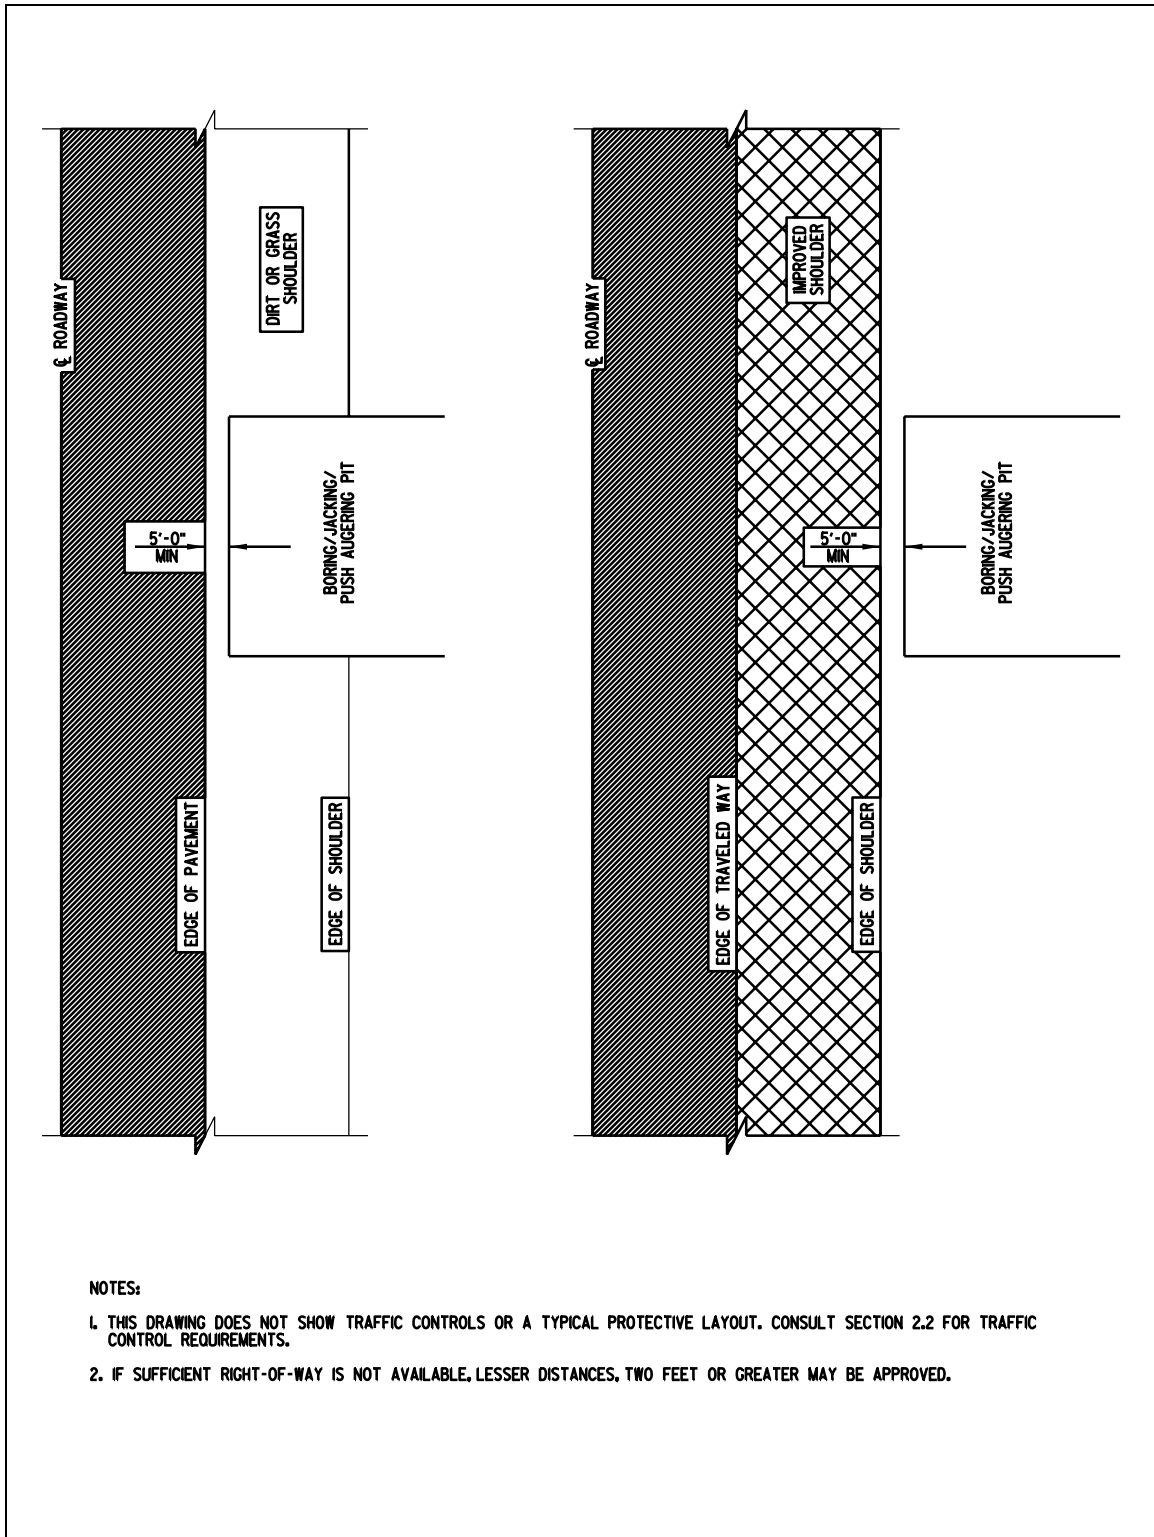 DIRT OR GRASS
SHOULDER
℄ ROADWAY
BORING/JACKING/
PUSH AUGERING PIT
5'-0"
MIN
EDGE OF PAVEMENT
EDGE OF SHOULDER
IMPROVED
SHOULDER
℄ ROADWAY
BORING/JACKING/
PUSH AUGERING PIT
5'-0"
MIN
EDGE OF TRAVELED WAY
EDGE OF SHOULDER
NOTES:
1. THIS DRAWING DOES NOT SHOW TRAFFIC CONTROLS OR A TYPICAL PROTECTIVE LAYOUT. CONSULT SECTION 2.2 FOR TRAFFIC
CONTROL REQUIREMENTS.
2. IF SUFFICIENT RIGHT-OF-WAY IS NOT AVAILABLE, LESSER DISTANCES, TWO FEET OR GREATER MAY BE APPROVED.